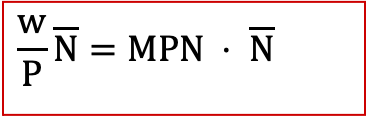 w/P N̅ = MPN · N̅